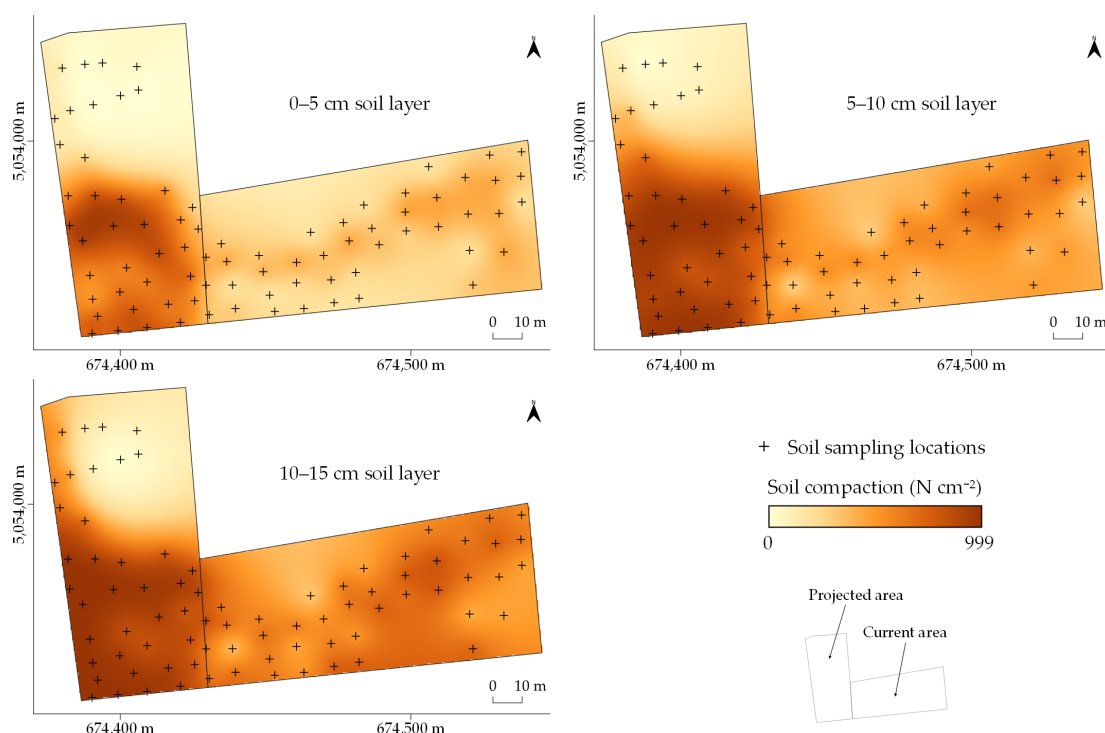 N
0–5 cm soil layer
5,054,000 m
0 10 m
674,400 m 674,500 m
N
5–10 cm soil layer
5,054,000 m
0 10 m
674,400 m 674,500 m
N
10–15 cm soil layer
5,054,000 m
0 10 m
674,400 m 674,500 m
+ Soil sampling locations
Soil compaction (N cm⁻²)
0 999
Projected area
Current area